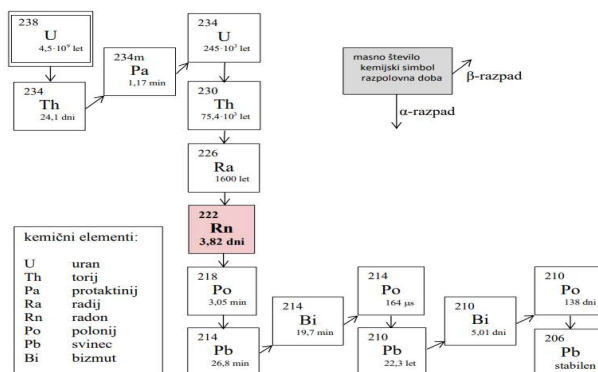 238
U
4,5·10⁹ let
234
Th
24,1 dni
234m
Pa
1,17 min
234
U
245·10³ let
230
Th
75,4·10³ let
226
Ra
1600 let
222
Rn
3,82 dni
218
Po
3,05 min
214
Pb
26,8 min
214
Bi
19,7 min
214
Po
164 µs
210
Pb
22,3 let
210
Bi
5,01 dni
210
Po
138 dni
206
Pb
stabilen
masno število
kemijski simbol
razpolovna doba
β-razpad
α-razpad
kemični elementi:
U uran
Th torij
Pa protaktinij
Ra radij
Rn radon
Po polonij
Pb svinec
Bi bizmut